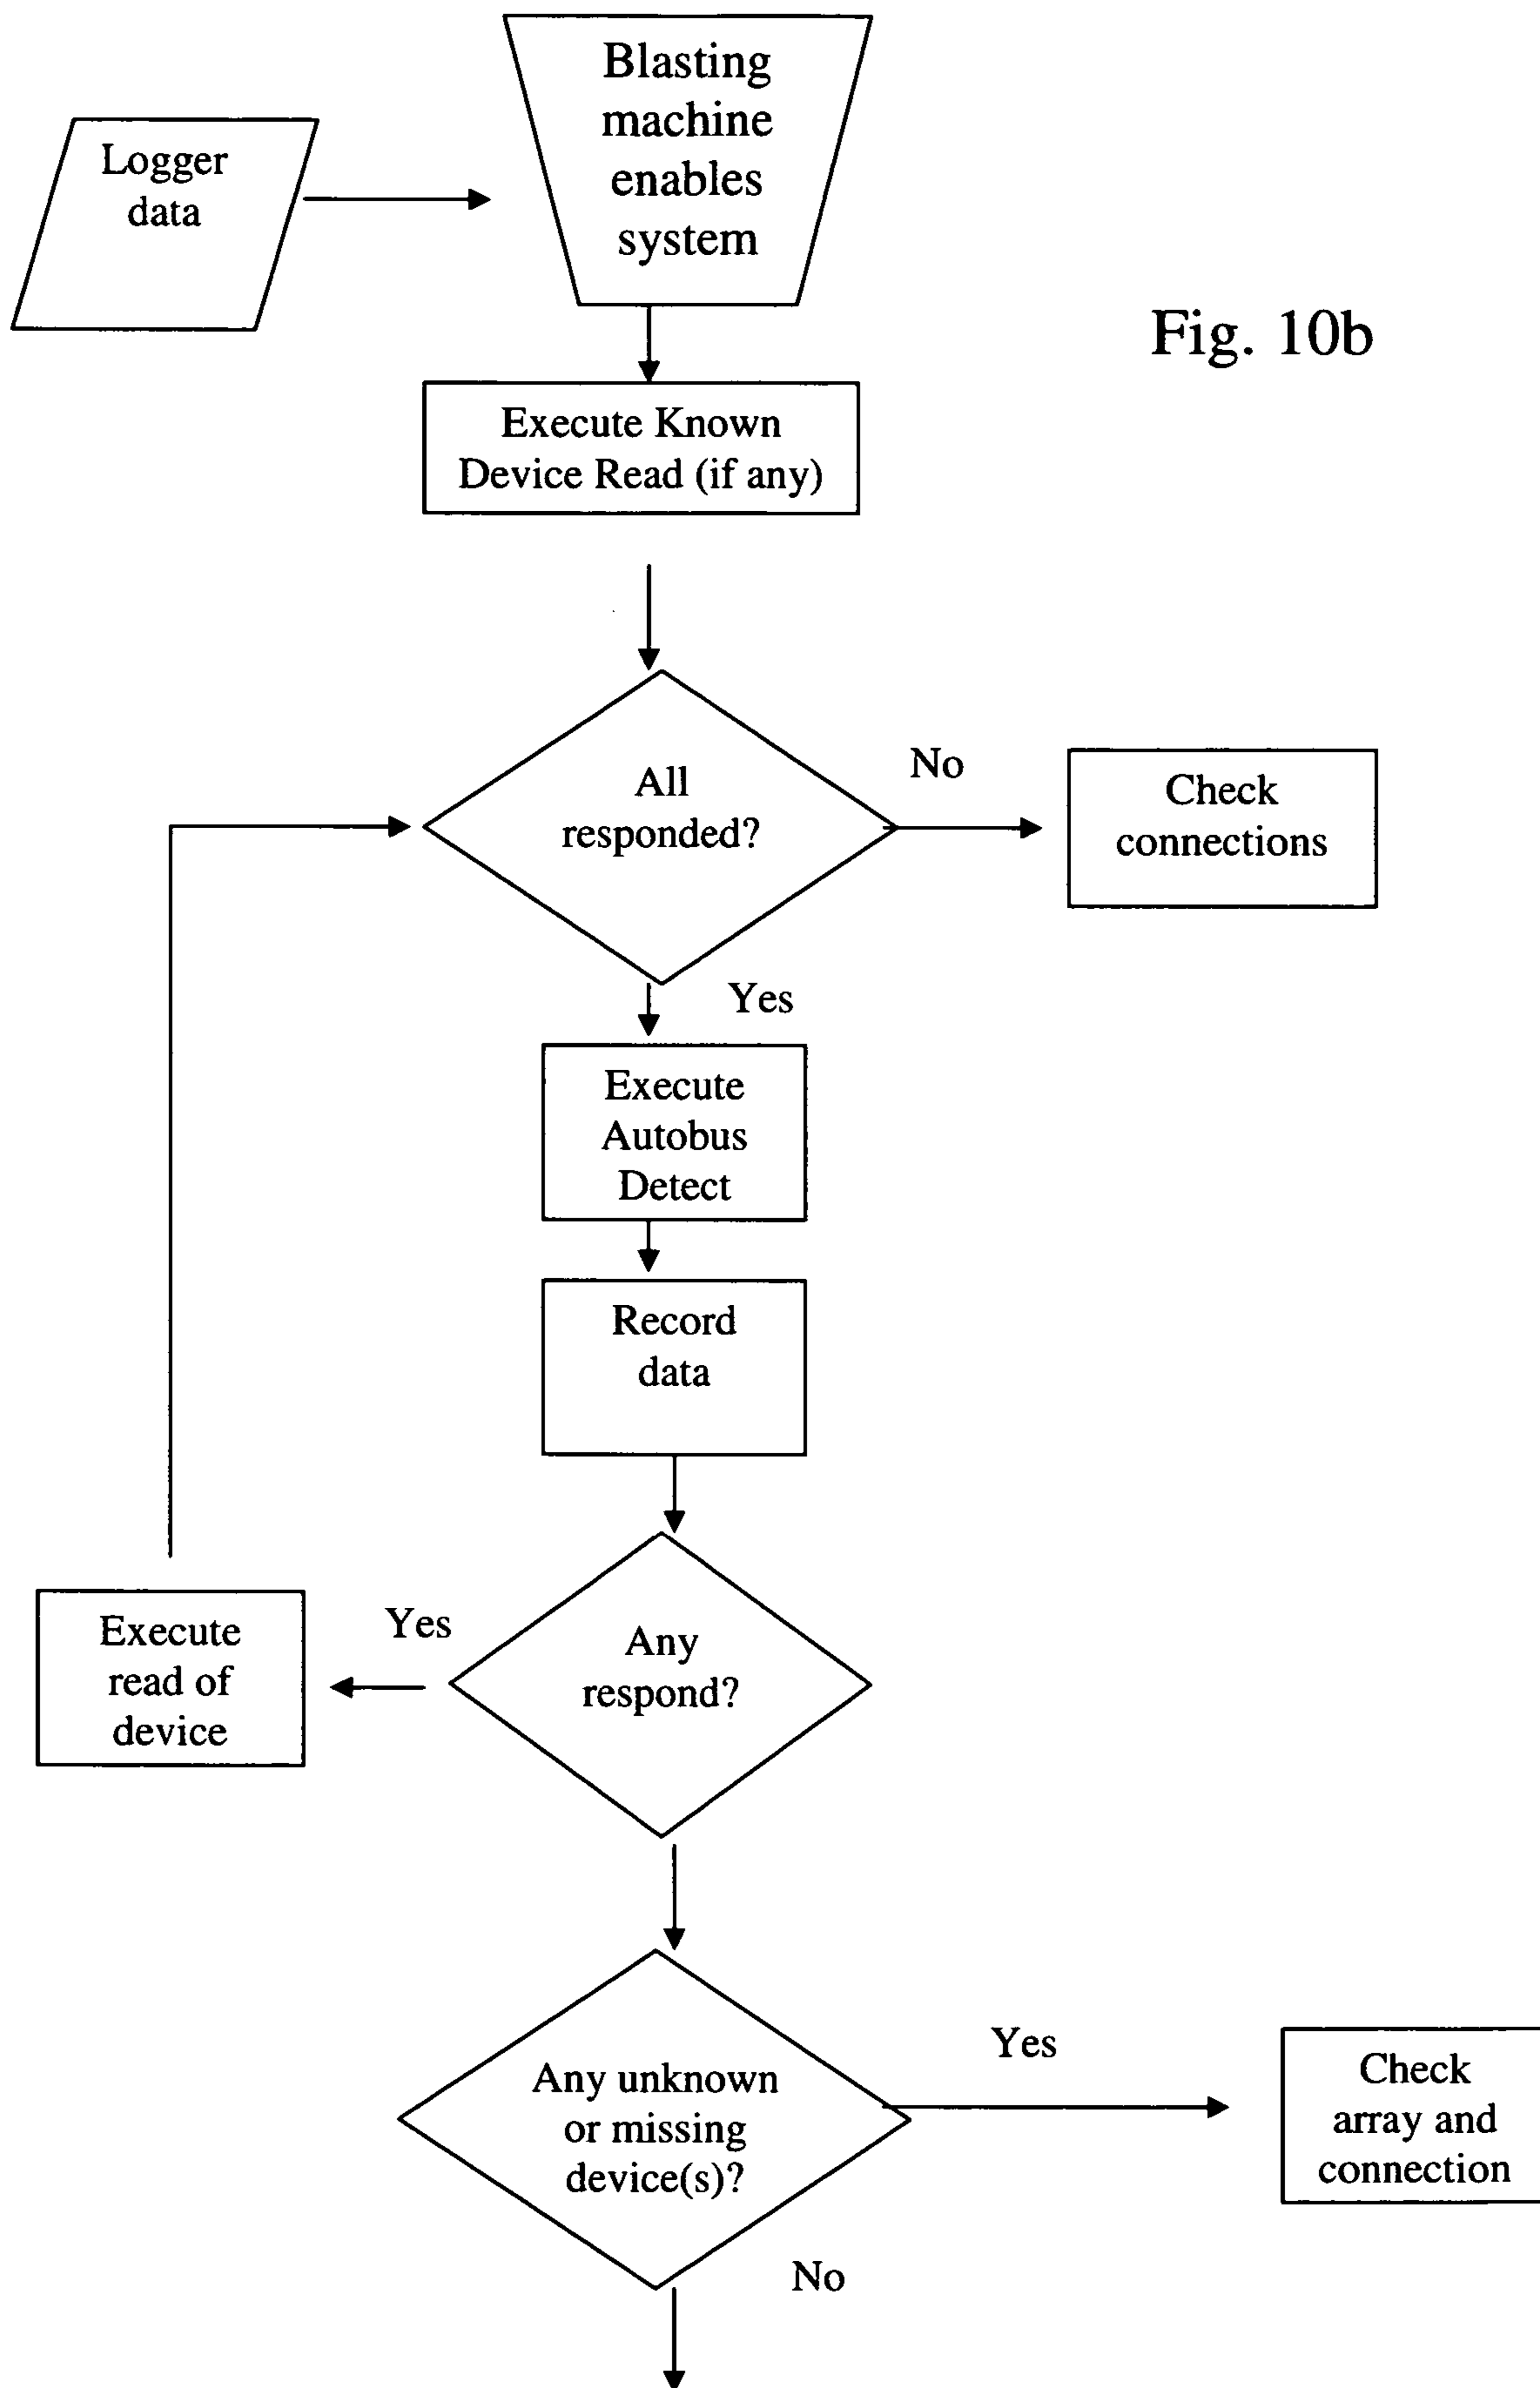 Blasting
machine
enables
system
Logger
data
Fig. 10b
Execute Known
Device Read (if any)
All
responded?
No
Check
connections
Yes
Execute
Autobus
Detect
Record
data
Any
respond?
Yes
Execute
read of
device
Any unknown
or missing
device(s)?
Yes
Check
array and
connection
No